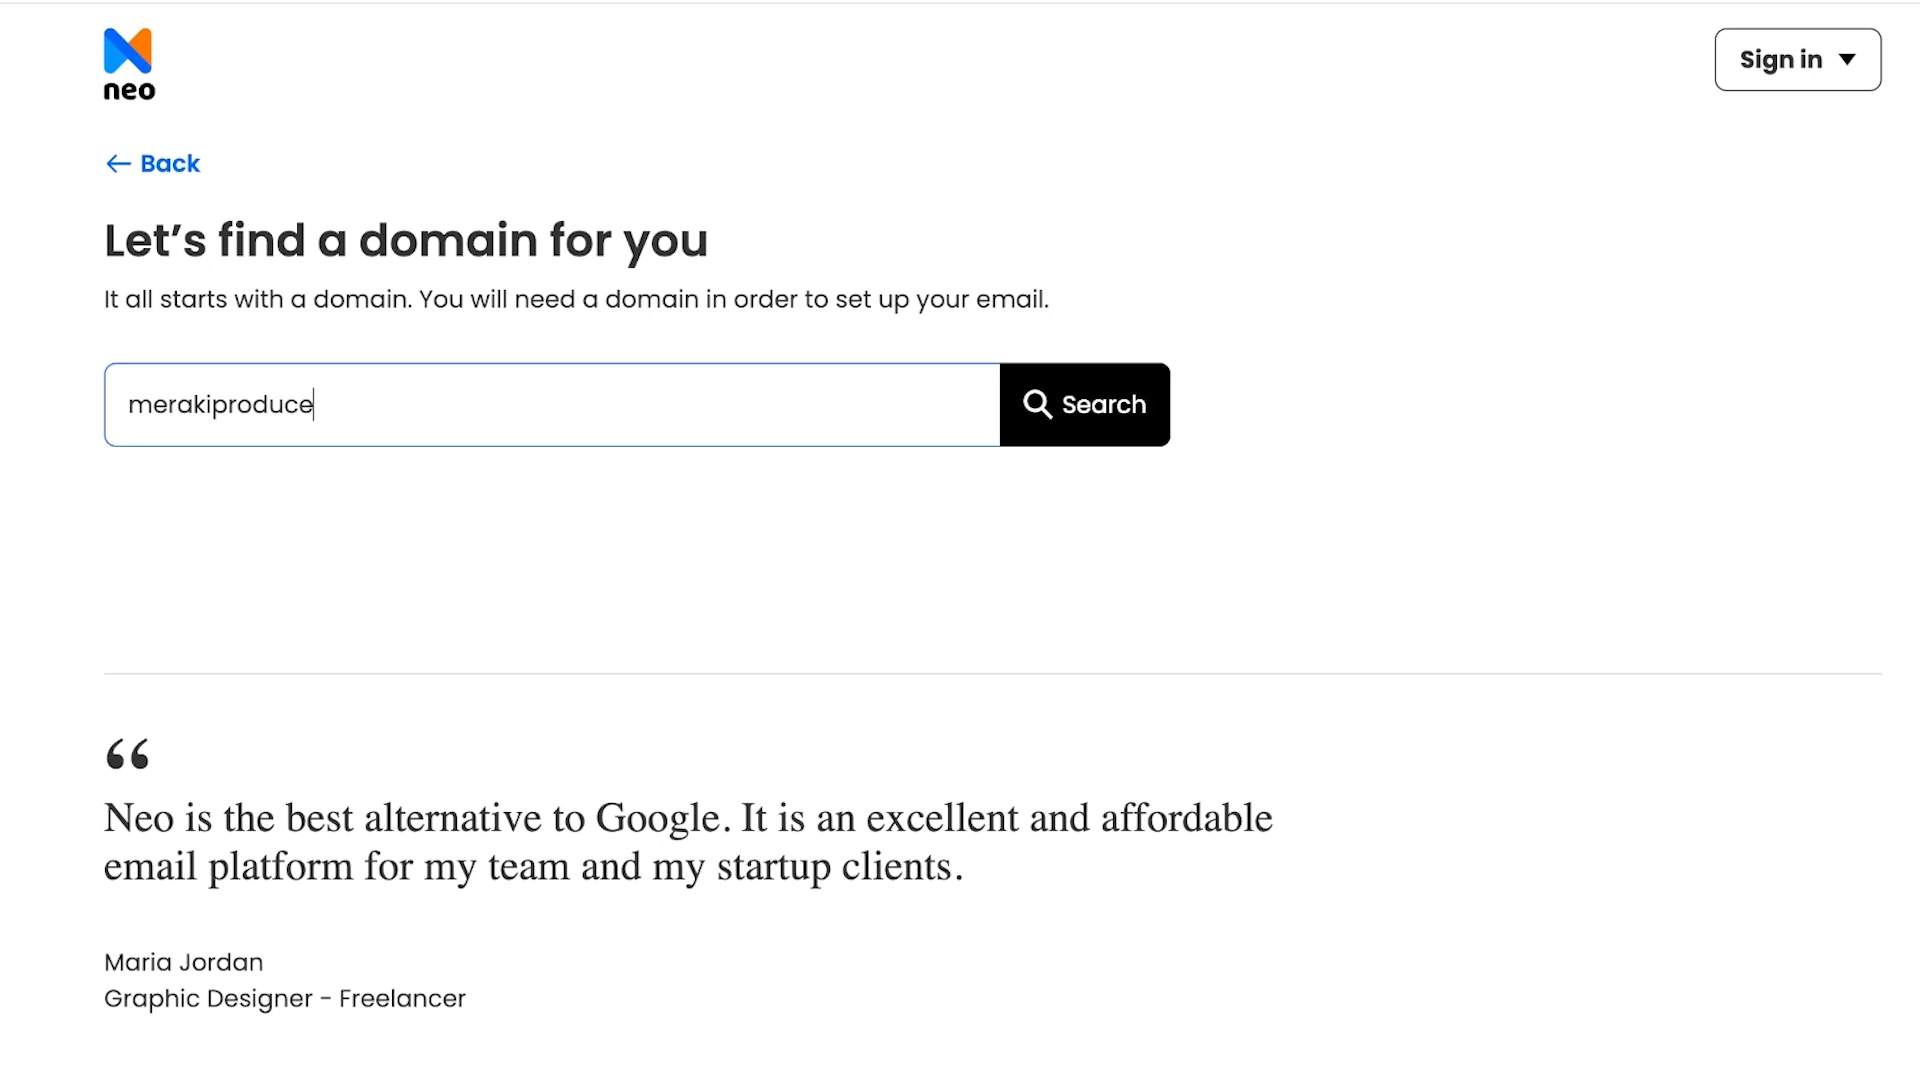 neo
Sign in
Back
Let’s find a domain for you
It all starts with a domain. You will need a domain in order to set up your email.
merakiproduce
Search
“
Neo is the best alternative to Google. It is an excellent and affordable
email platform for my team and my startup clients.
Maria Jordan
Graphic Designer - Freelancer